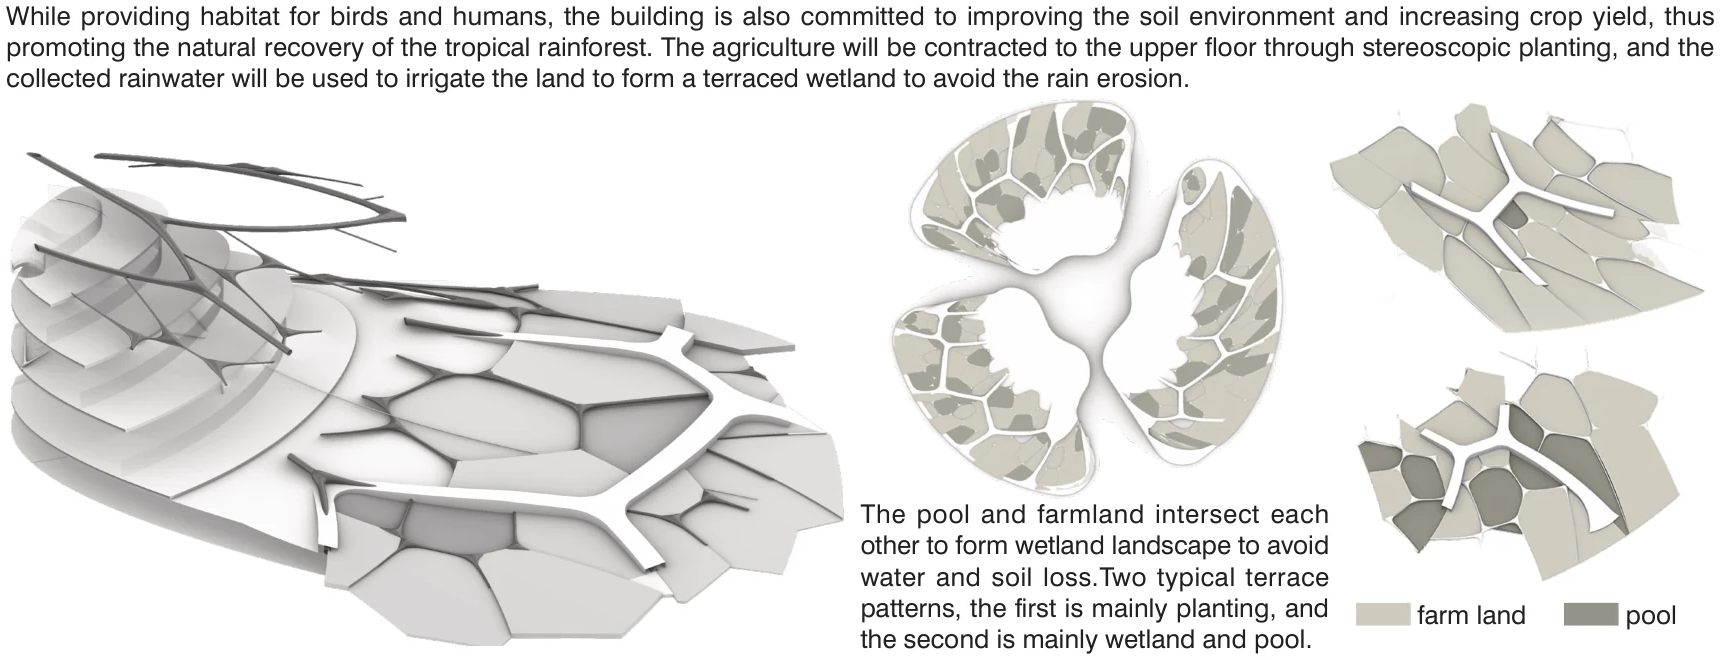 While providing habitat for birds and humans, the building is also committed to improving the soil environment and increasing crop yield, thus
promoting the natural recovery of the tropical rainforest. The agriculture will be contracted to the upper floor through stereoscopic planting, and the
collected rainwater will be used to irrigate the land to form a terraced wetland to avoid the rain erosion.
The pool and farmland intersect each
other to form wetland landscape to avoid
water and soil loss.Two typical terrace
patterns, the first is mainly planting, and
the second is mainly wetland and pool.
farm land
pool